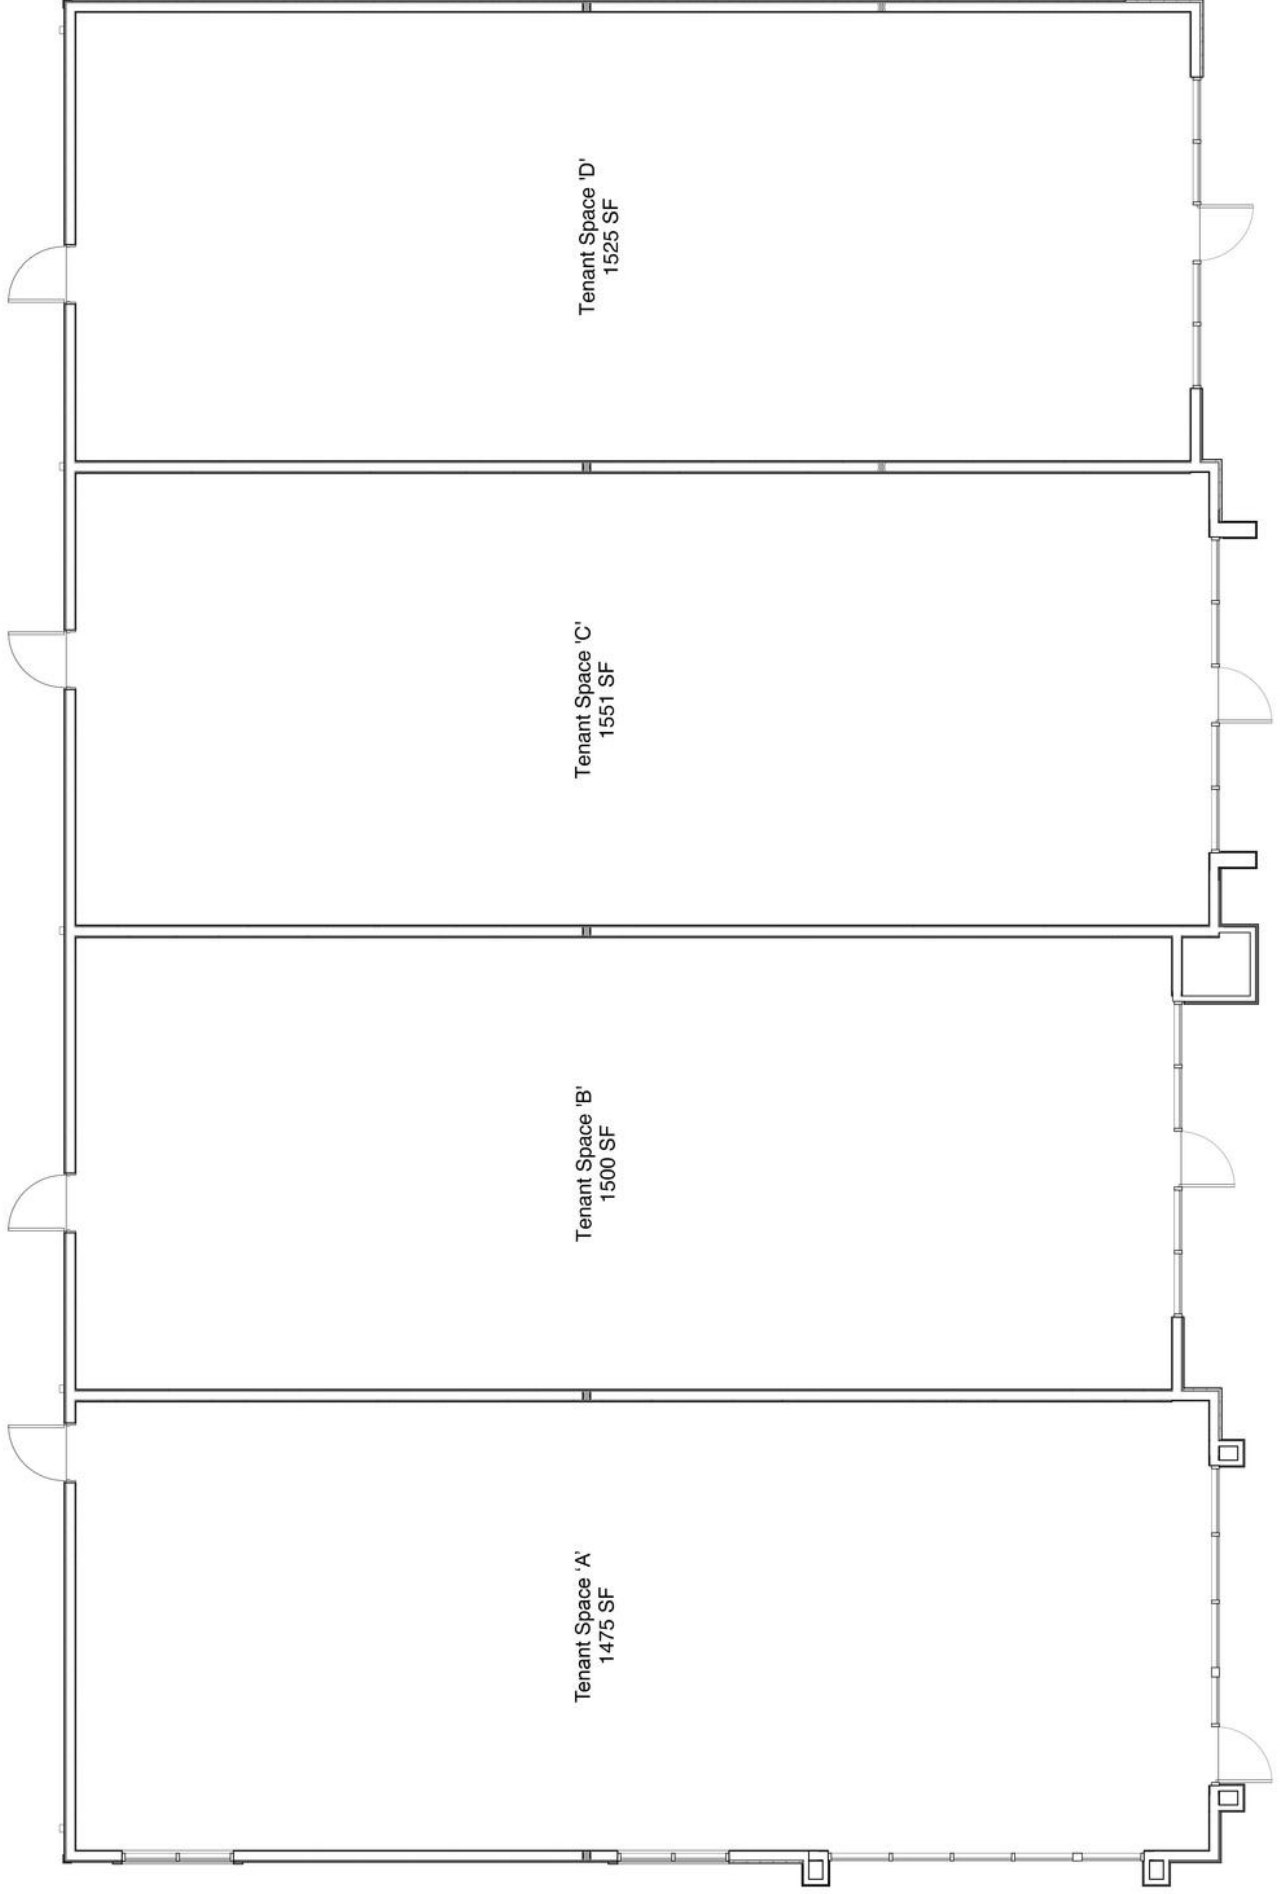 Tenant Space ‘A’
1475 SF
Tenant Space 'B'
1500 SF
Tenant Space 'C'
1551 SF
Tenant Space 'D'
1525 SF